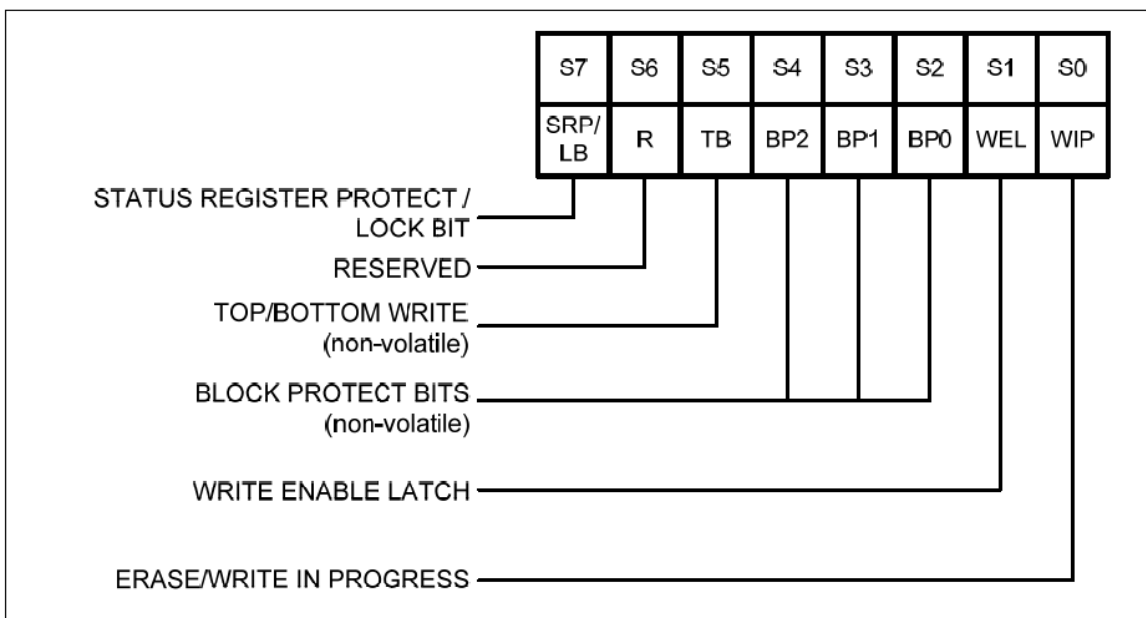 S7 S6 S5 S4 S3 S2 S1 S0
SRP/
LB R TB BP2 BP1 BP0 WEL WIP
STATUS REGISTER PROTECT /
LOCK BIT
RESERVED
TOP/BOTTOM WRITE
(non-volatile)
BLOCK PROTECT BITS
(non-volatile)
WRITE ENABLE LATCH
ERASE/WRITE IN PROGRESS